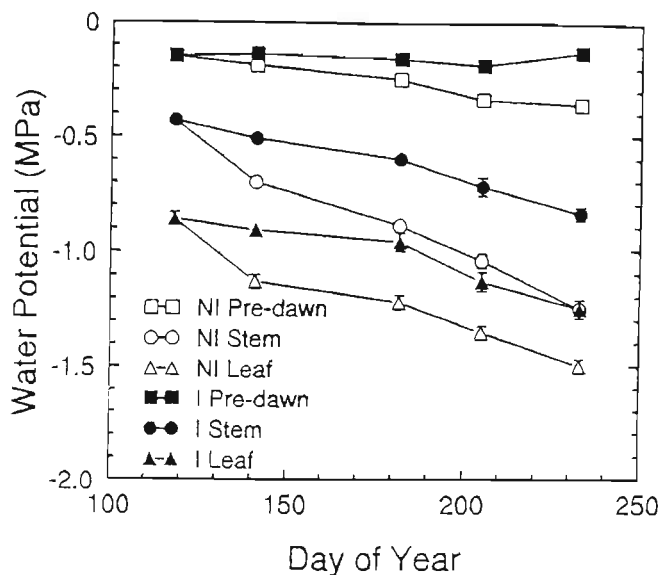 0
-0.5
-1.0
-1.5
-2.0
Water Potential (MPa)
NI Pre-dawn
NI Stem
NI Leaf
I Pre-dawn
I Stem
I Leaf
100 150 200 250
Day of Year